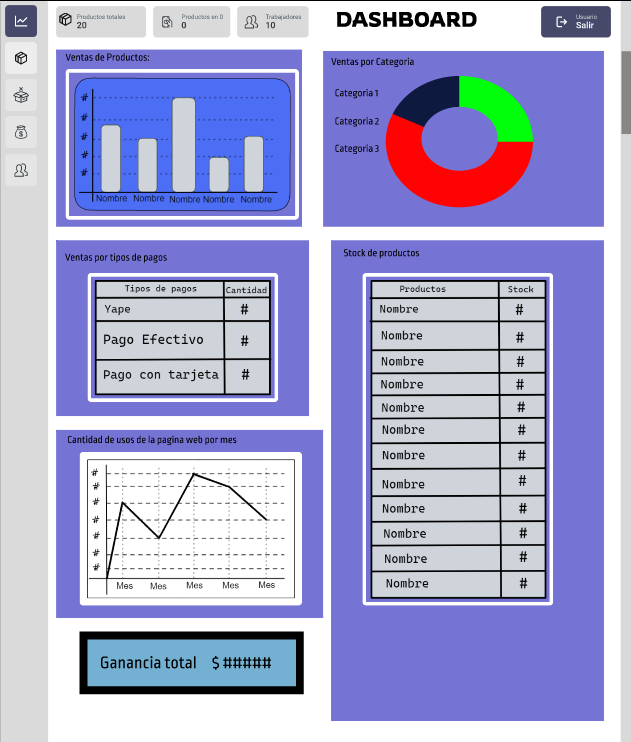 Productos totales
20
Productos en 0
0
Trabajadores
10
DASHBOARD
Usuario
Salir
Ventas de Productos:
#
#
#
#
#
Nombre Nombre Nombre Nombre Nombre
Ventas por Categoria
Categoria 1
Categoria 2
Categoria 3
Ventas por tipos de pagos
Tipos de pagos Cantidad
Yape #
Pago Efectivo #
Pago con tarjeta #
Stock de productos
Productos Stock
Nombre #
Nombre #
Nombre #
Nombre #
Nombre #
Nombre #
Nombre #
Nombre #
Nombre #
Nombre #
Nombre #
Nombre #
Cantidad de usos de la pagina web por mes
#
#
#
#
#
#
#
Mes Mes Mes Mes Mes
Ganancia total $ #####